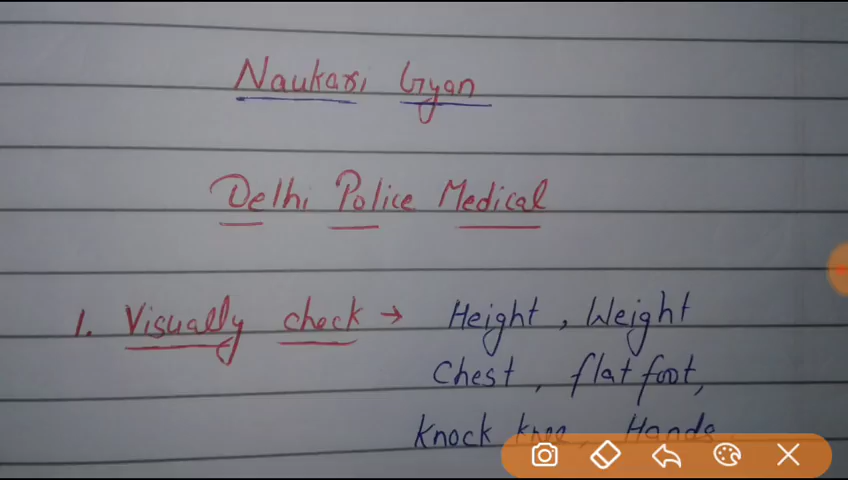 Naukari Gyan
Delhi Police Medical
1. Visually check → Height, Weight
Chest, flat foot,
Knock knee, Hands